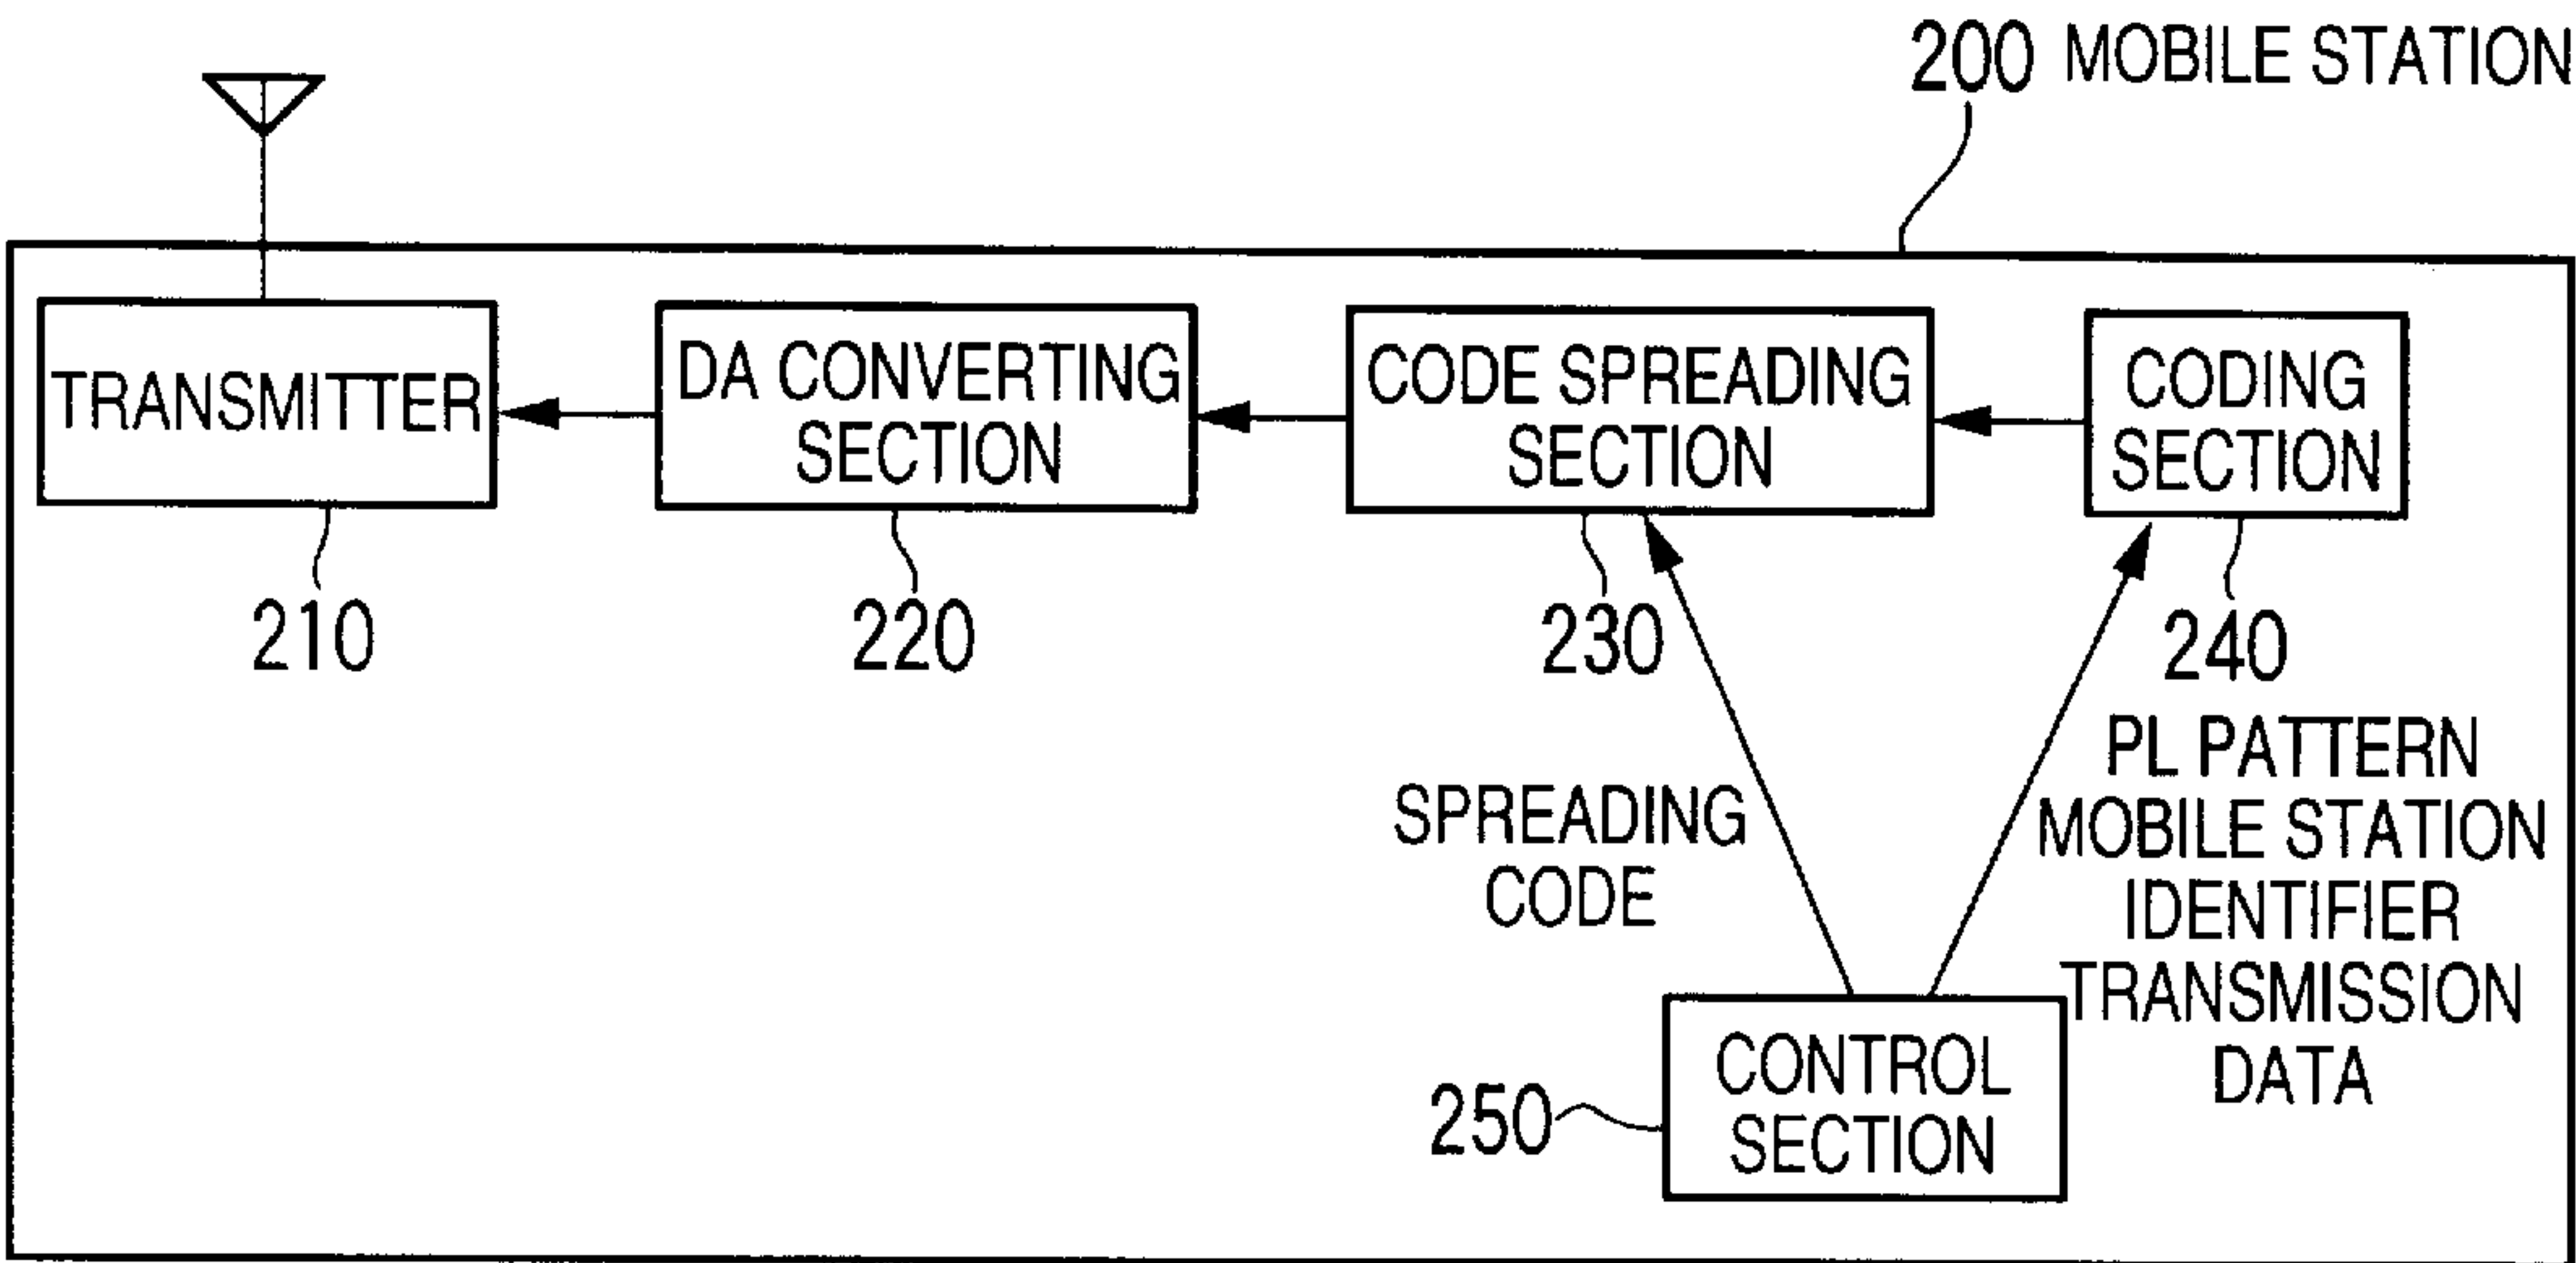 200 MOBILE STATION
TRANSMITTER
DA CONVERTING
SECTION
CODE SPREADING
SECTION
CODING
SECTION
210
220
230
240
SPREADING
CODE
PL PATTERN
MOBILE STATION
IDENTIFIER
TRANSMISSION
DATA
250
CONTROL
SECTION